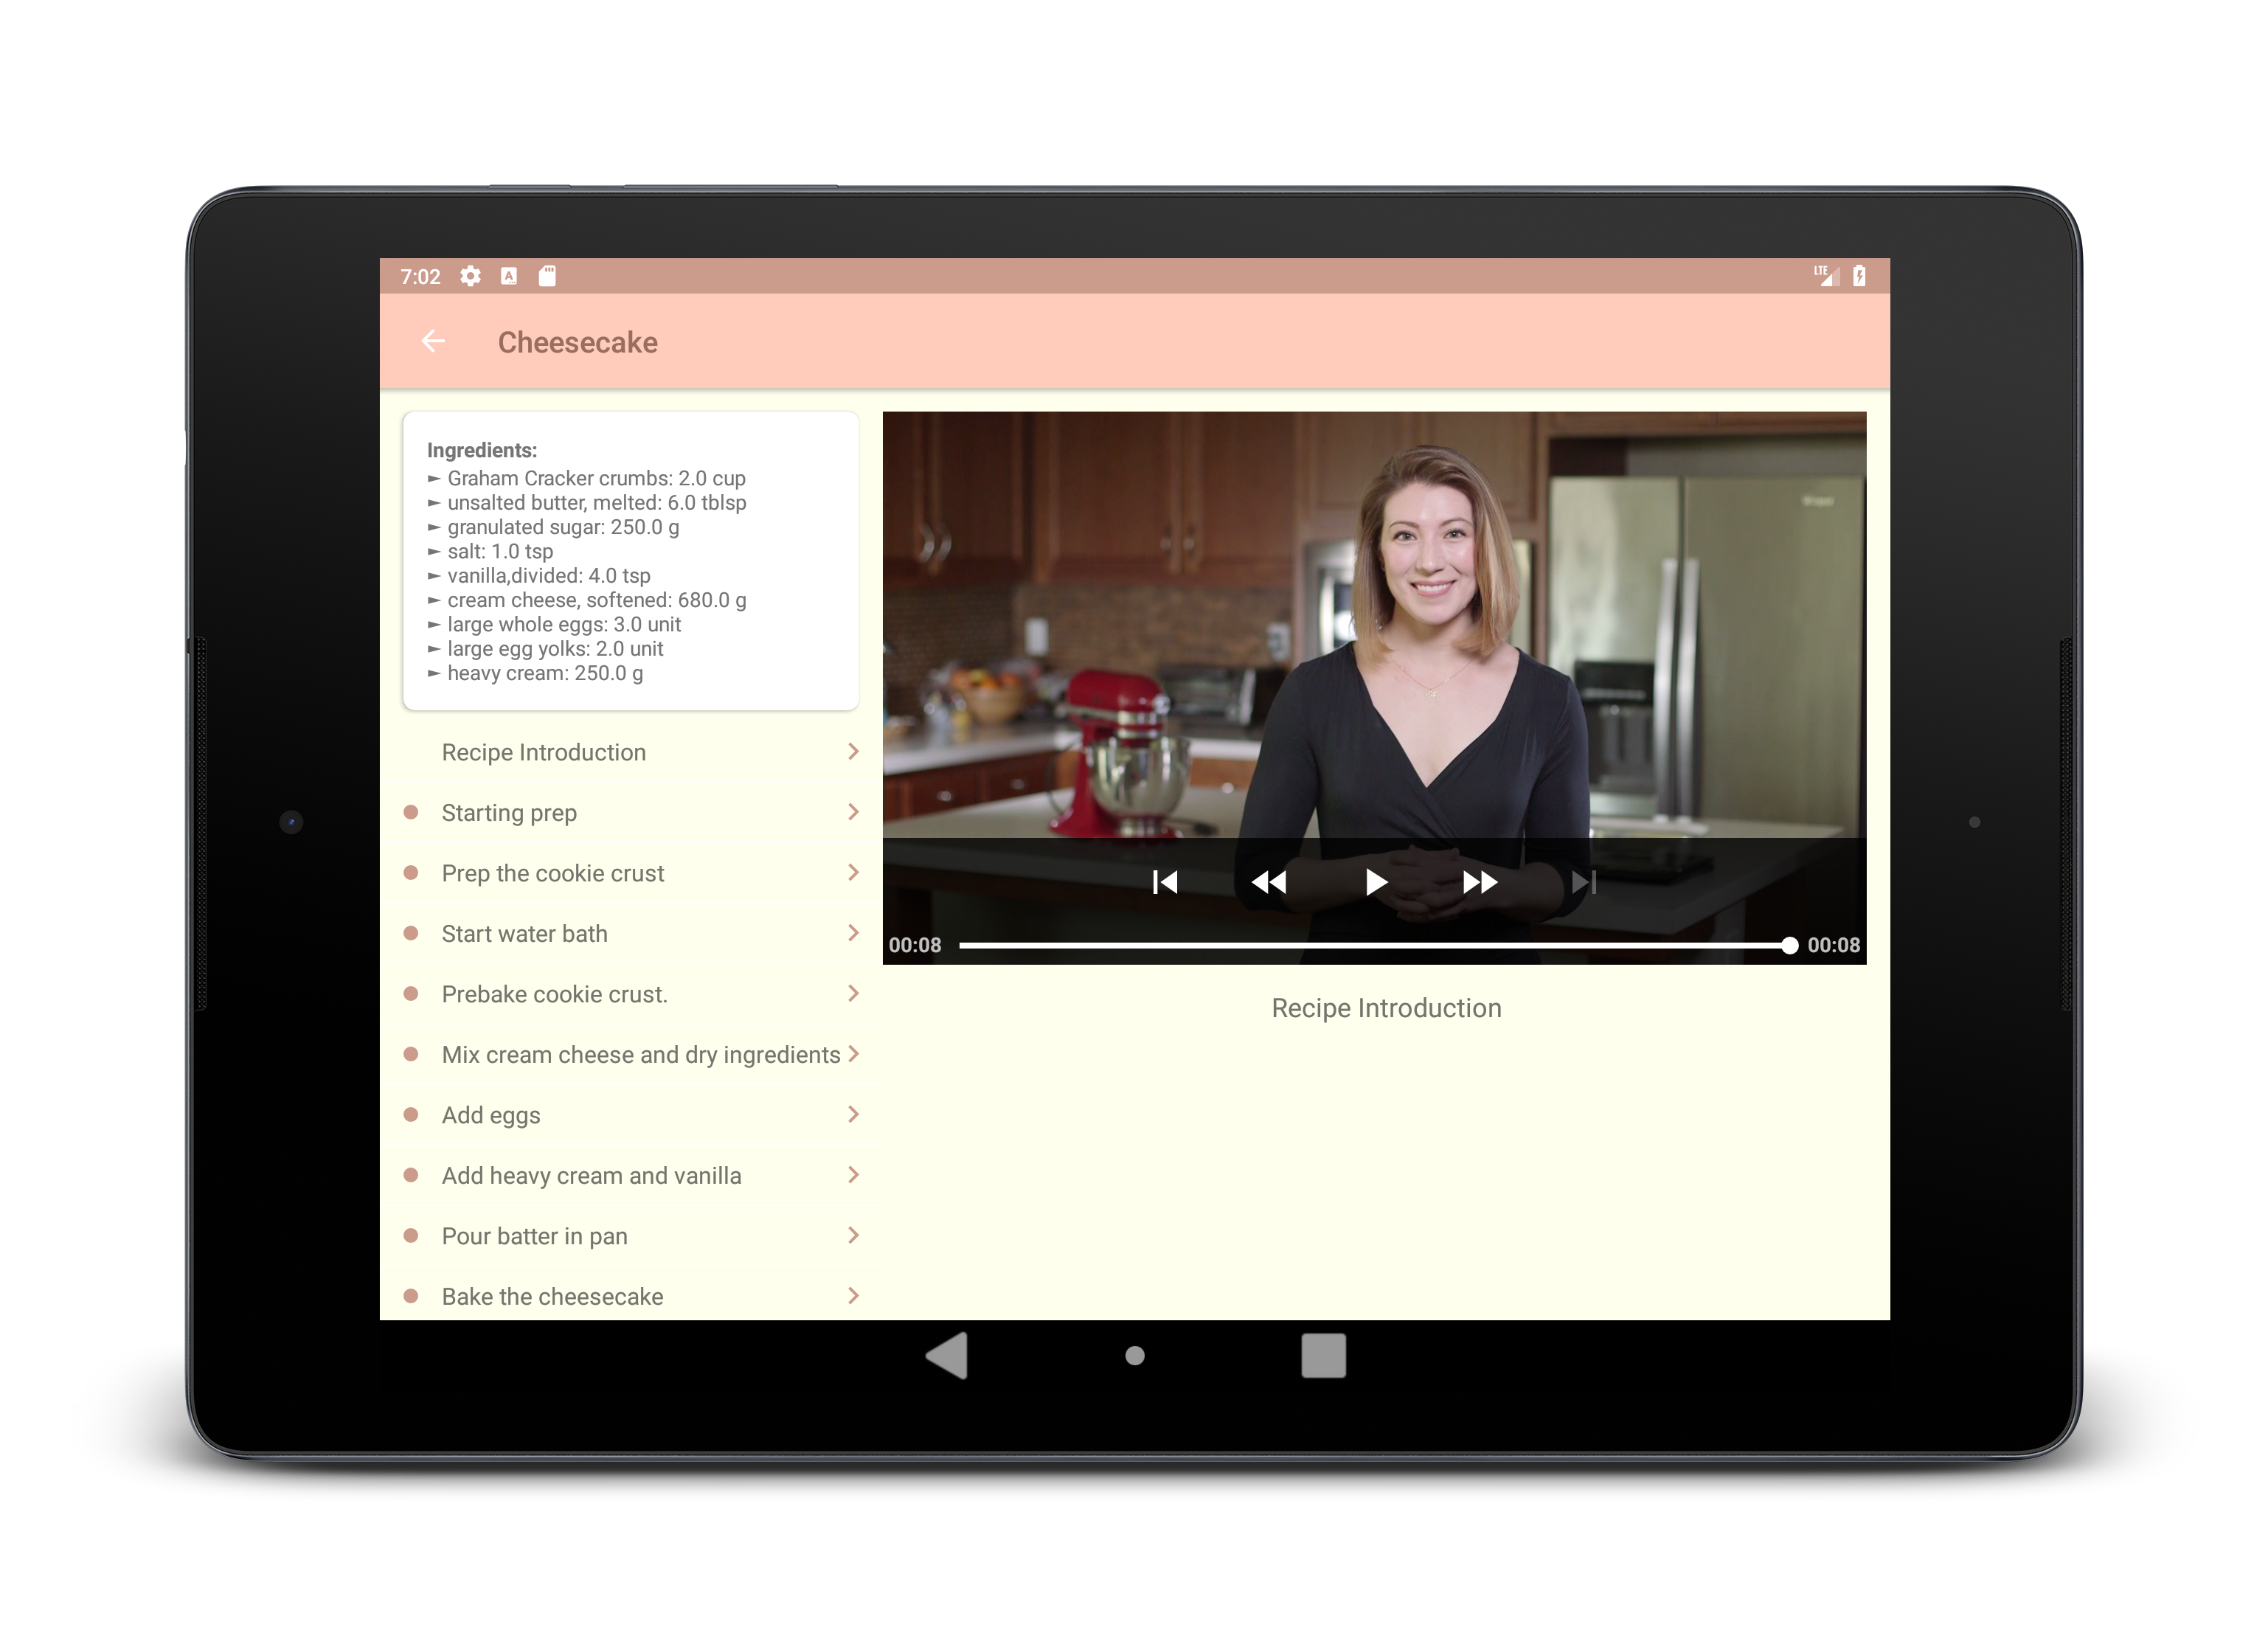 7:02
LTE
Cheesecake
Ingredients:
► Graham Cracker crumbs: 2.0 cup
► unsalted butter, melted: 6.0 tblsp
► granulated sugar: 250.0 g
► salt: 1.0 tsp
► vanilla,divided: 4.0 tsp
► cream cheese, softened: 680.0 g
► large whole eggs: 3.0 unit
► large egg yolks: 2.0 unit
► heavy cream: 250.0 g
Recipe Introduction
Starting prep
Prep the cookie crust
Start water bath
Prebake cookie crust.
Mix cream cheese and dry ingredients
Add eggs
Add heavy cream and vanilla
Pour batter in pan
Bake the cheesecake
00:08
00:08
Recipe Introduction